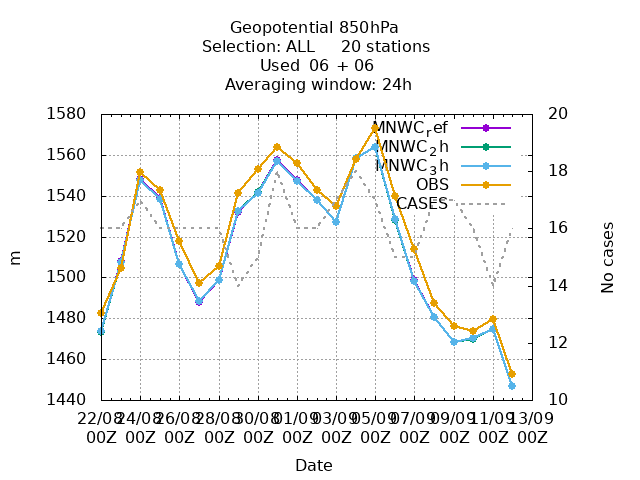 Geopotential 850hPa
Selection: ALL     20 stations
Used  06 + 06
Averaging window: 24h
1580
1560
1540
1520
1500
1480
1460
1440
m
20
18
16
14
12
10
No cases
MNWCref
MNWC2h
MNWC3h
OBS
CASES
22/08 24/08 26/08 28/08 30/08 01/09 03/09 05/09 07/09 09/09 11/09 13/09
00Z 00Z 00Z 00Z 00Z 00Z 00Z 00Z 00Z 00Z 00Z 00Z
Date